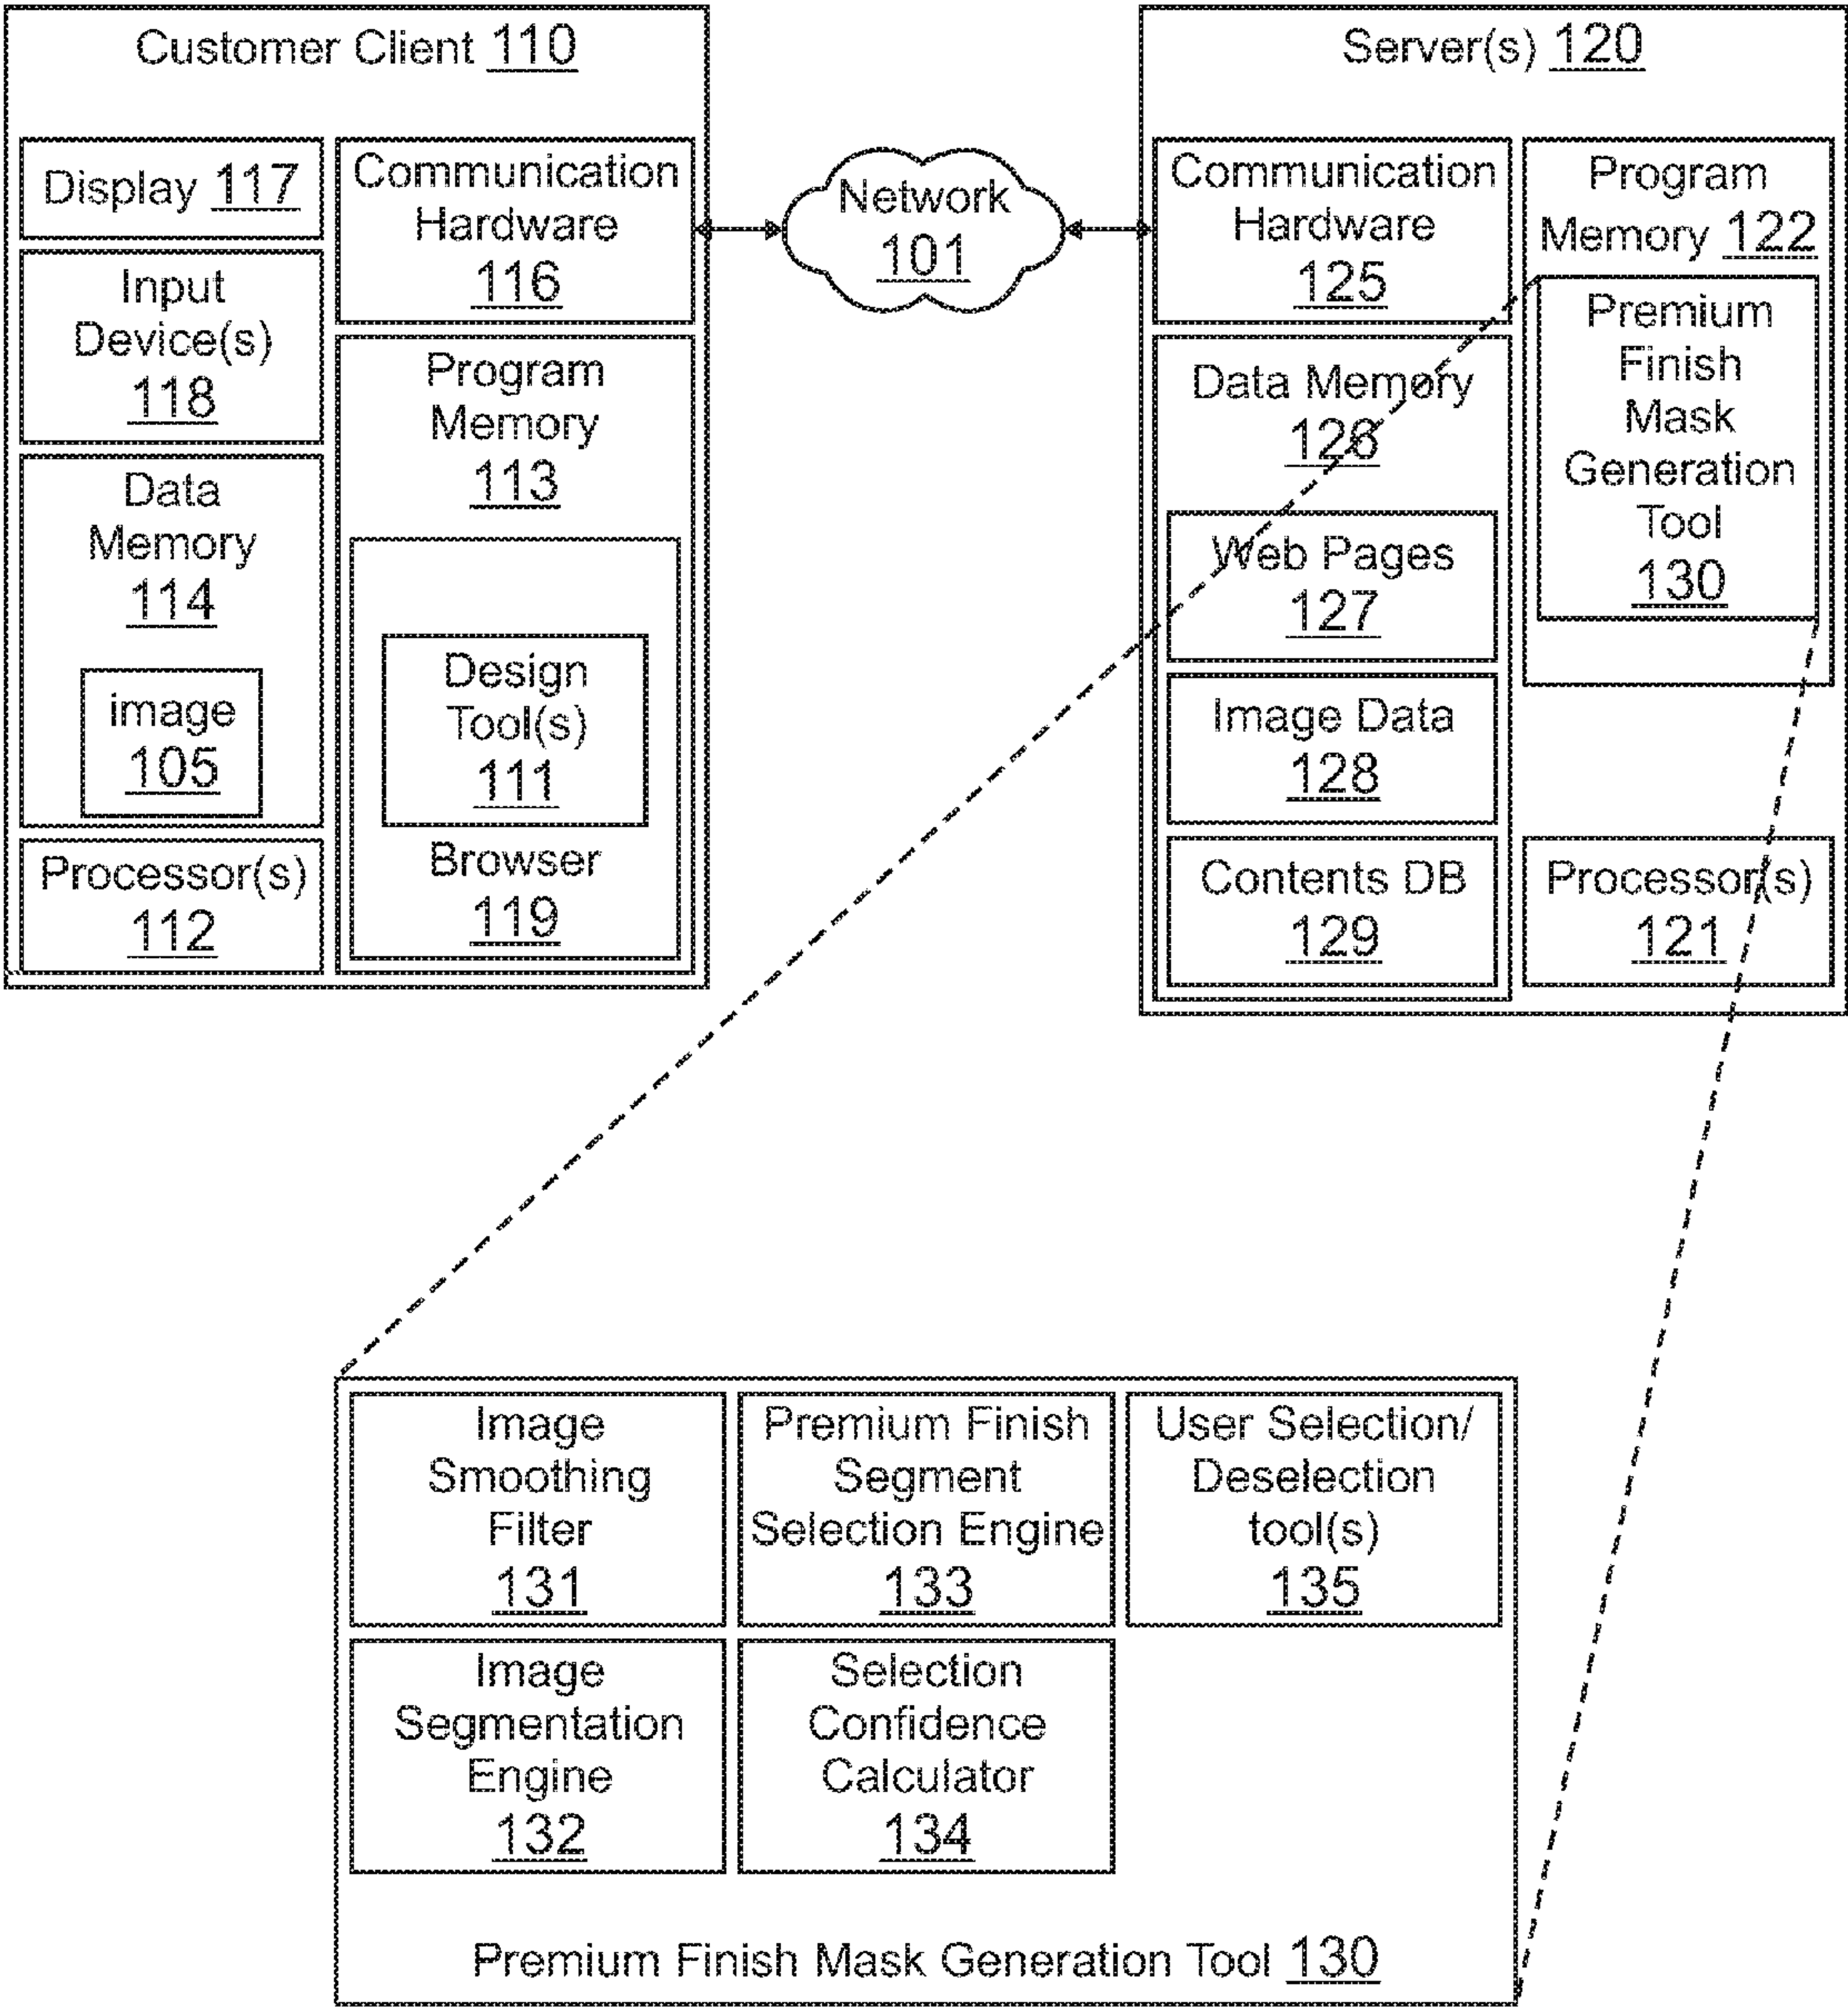 Customer Client 110
Display 117
Input
Device(s)
118
Data
Memory
114
image
105
Processor(s)
112
Communication
Hardware
116
Program
Memory
113
Design
Tool(s)
111
Browser
119
Network
101
Server(s) 120
Communication
Hardware
125
Data Memory
126
Web Pages
127
Image Data
128
Contents DB
129
Program
Memory 122
Premium
Finish
Mask
Generation
Tool
130
Processor(s)
121
Image
Smoothing
Filter
131
Premium Finish
Segment
Selection Engine
133
User Selection/
Deselection
tool(s)
135
Image
Segmentation
Engine
132
Selection
Confidence
Calculator
134
Premium Finish Mask Generation Tool 130